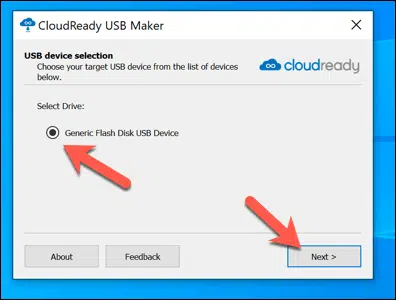 CloudReady USB Maker
USB device selection
Choose your target USB device from the list of devices
below.
cloudready
Select Drive:
Generic Flash Disk USB Device
About
Feedback
Next >